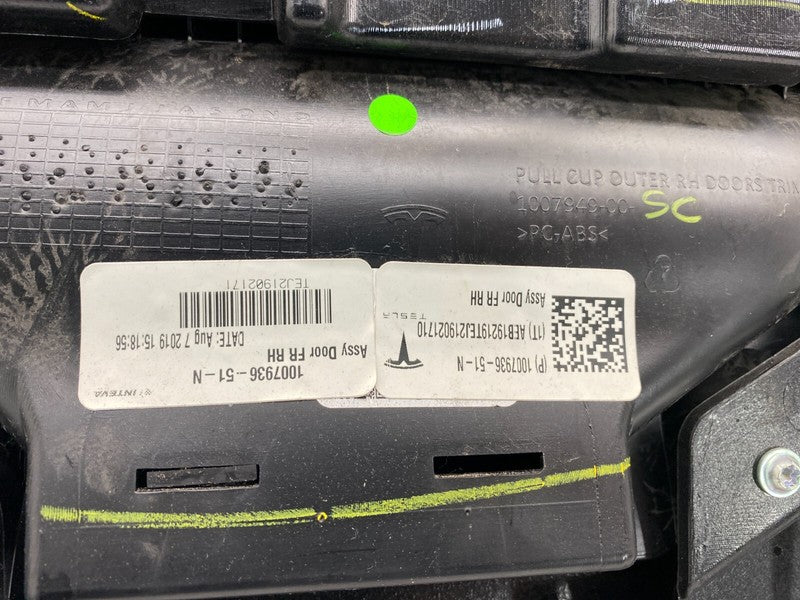 PULL CUP OUTER RH DOORS TRIM
1007949-00-
SC
>PC+ABS<
1007936-51-N
Assy Door FR RH
DATE: Aug 7 2019 15:18:56
TEJ21902171
INTEVA
(P) 1007936-51-N
(1T) AEB19219TEJ219021710
TESLA
Assy Door FR RH